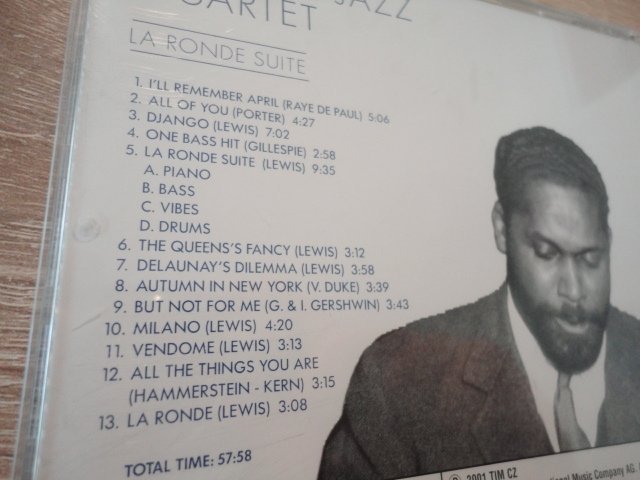 JAZZ
LA RONDE SUITE
1. I'LL REMEMBER APRIL (RAYE DE PAUL) 5:06
2. ALL OF YOU (PORTER) 4:27
3. DJANGO (LEWIS) 7:02
4. ONE BASS HIT (GILLESPIE) 2:58
5. LA RONDE SUITE (LEWIS) 9:35
A. PIANO
B. BASS
C. VIBES
D. DRUMS
6. THE QUEENS'S FANCY (LEWIS) 3:12
7. DELAUNAY'S DILEMMA (LEWIS) 3:58
8. AUTUMN IN NEW YORK (V. DUKE) 3:39
9. BUT NOT FOR ME (G. & I. GERSHWIN) 3:43
10. MILANO (LEWIS) 4:20
11. VENDOME (LEWIS) 3:13
12. ALL THE THINGS YOU ARE
(HAMMERSTEIN - KERN) 3:15
13. LA RONDE (LEWIS) 3:08
TOTAL TIME: 57:58
℗ 2001 TIM CZ
Music Company AG.